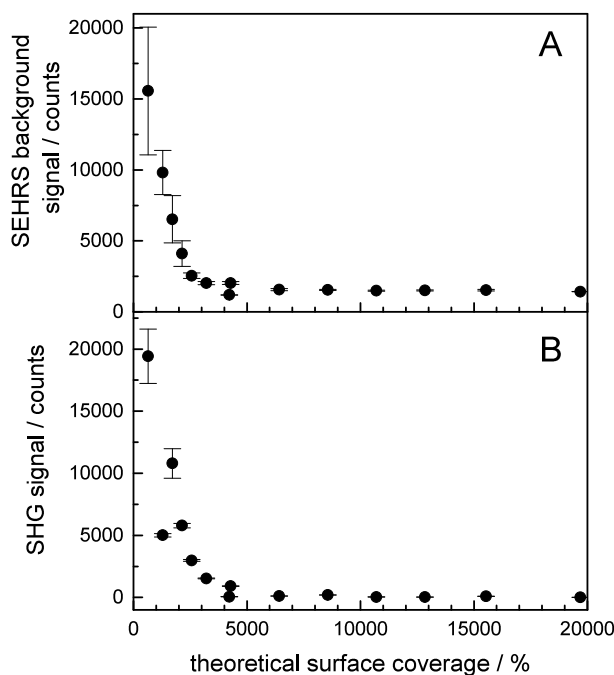 A
SEHRS background
signal / counts
20000
15000
10000
5000
0
B
SHG signal / counts
20000
15000
10000
5000
0
0 5000 10000 15000 20000
theoretical surface coverage / %